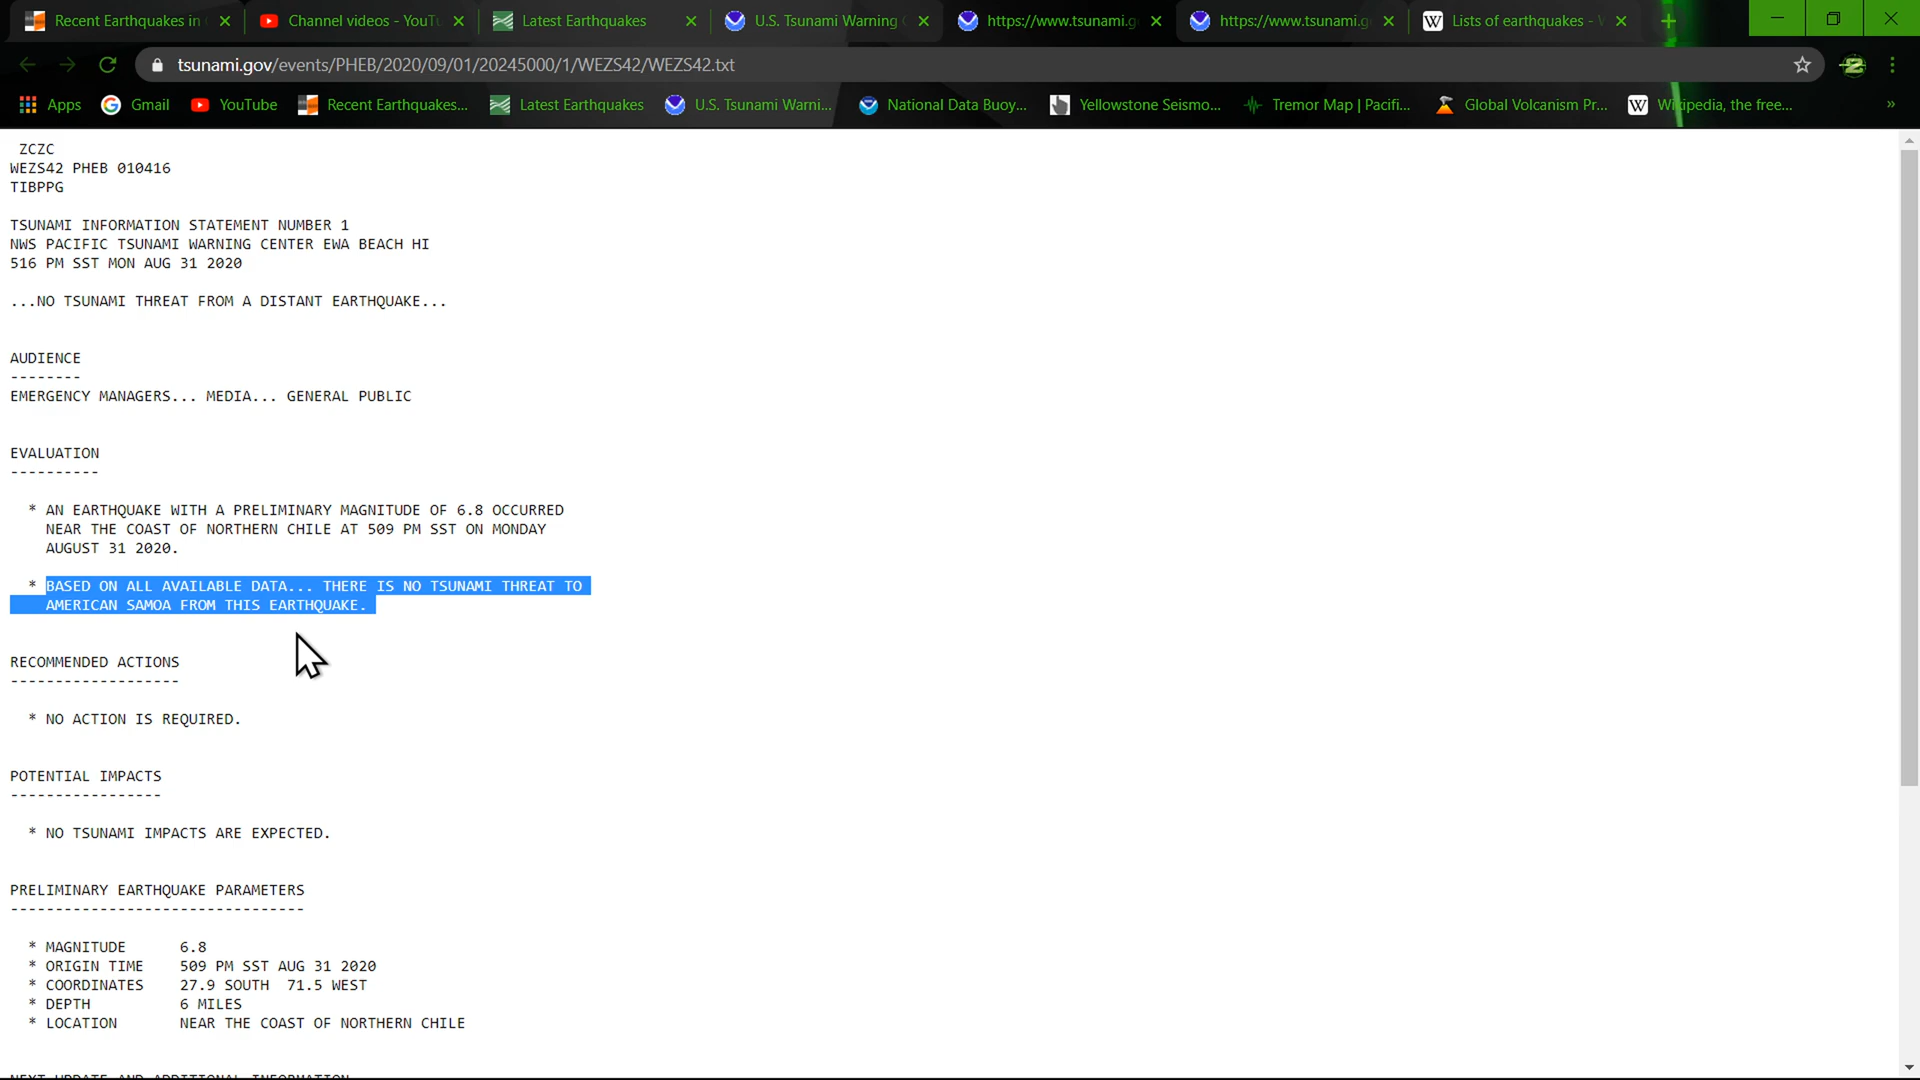 Recent Earthquakes in
Channel videos - YouTu
Latest Earthquakes
U.S. Tsunami Warning
https://www.tsunami.g
https://www.tsunami.g
Lists of earthquakes -
tsunami.gov/events/PHEB/2020/09/01/20245000/1/WEZS42/WEZS42.txt
Apps
Gmail
YouTube
Recent Earthquakes...
Latest Earthquakes
U.S. Tsunami Warni...
National Data Buoy...
Yellowstone Seismo...
Tremor Map | Pacifi...
Global Volcanism Pr...
Wikipedia, the free...
ZCZC
WEZS42 PHEB 010416
TIBPPG
TSUNAMI INFORMATION STATEMENT NUMBER 1
NWS PACIFIC TSUNAMI WARNING CENTER EWA BEACH HI
516 PM SST MON AUG 31 2020
...NO TSUNAMI THREAT FROM A DISTANT EARTHQUAKE...
AUDIENCE
--------
EMERGENCY MANAGERS... MEDIA... GENERAL PUBLIC
EVALUATION
----------
* AN EARTHQUAKE WITH A PRELIMINARY MAGNITUDE OF 6.8 OCCURRED
NEAR THE COAST OF NORTHERN CHILE AT 509 PM SST ON MONDAY
AUGUST 31 2020.
* BASED ON ALL AVAILABLE DATA... THERE IS NO TSUNAMI THREAT TO
AMERICAN SAMOA FROM THIS EARTHQUAKE.
RECOMMENDED ACTIONS
-------------------
* NO ACTION IS REQUIRED.
POTENTIAL IMPACTS
-----------------
* NO TSUNAMI IMPACTS ARE EXPECTED.
PRELIMINARY EARTHQUAKE PARAMETERS
---------------------------------
* MAGNITUDE 6.8
* ORIGIN TIME 509 PM SST AUG 31 2020
* COORDINATES 27.9 SOUTH 71.5 WEST
* DEPTH 6 MILES
* LOCATION NEAR THE COAST OF NORTHERN CHILE
NEXT UPDATE AND ADDITIONAL INFORMATION